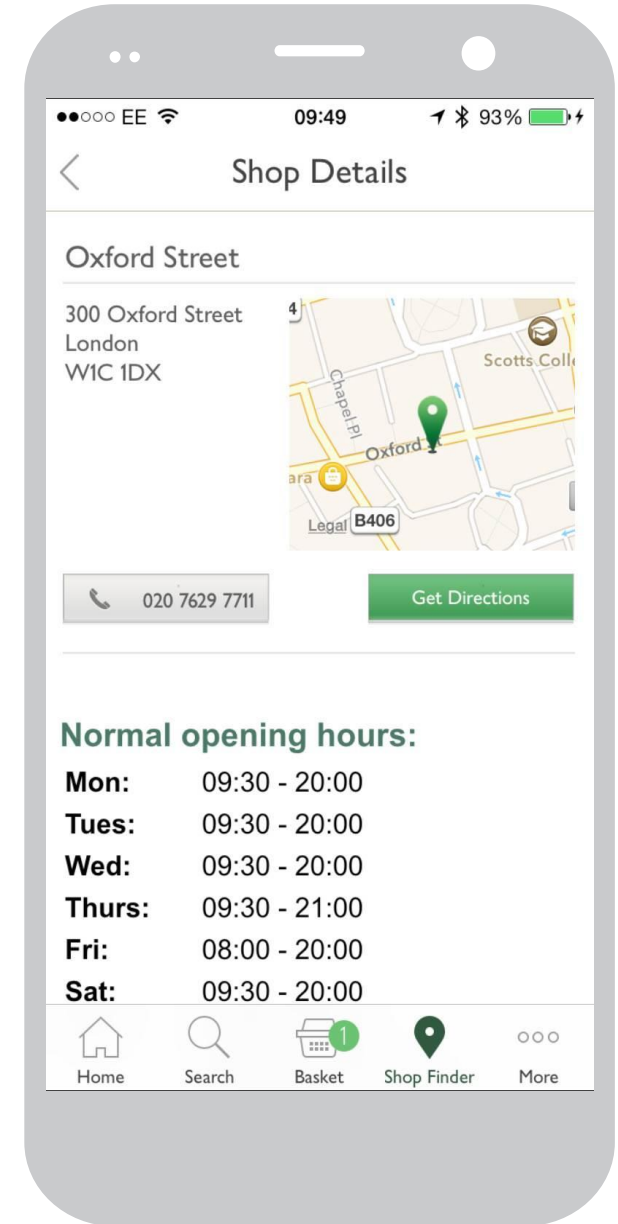 EE 09:49 93%
Shop Details
Oxford Street
300 Oxford Street
London
W1C 1DX
4
Scotts Coll
Chapel Pl
Oxford St
ara
Legal B406
020 7629 7711 Get Directions
Normal opening hours:
Mon: 09:30 - 20:00
Tues: 09:30 - 20:00
Wed: 09:30 - 20:00
Thurs: 09:30 - 21:00
Fri: 08:00 - 20:00
Sat: 09:30 - 20:00
1
Home Search Basket Shop Finder More